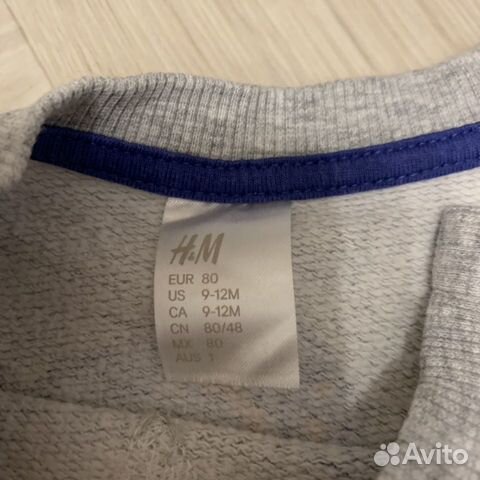 H&M
EUR 80
US 9-12M
CA 9-12M
CN 80/48
MX 80
AUS 1
Avito